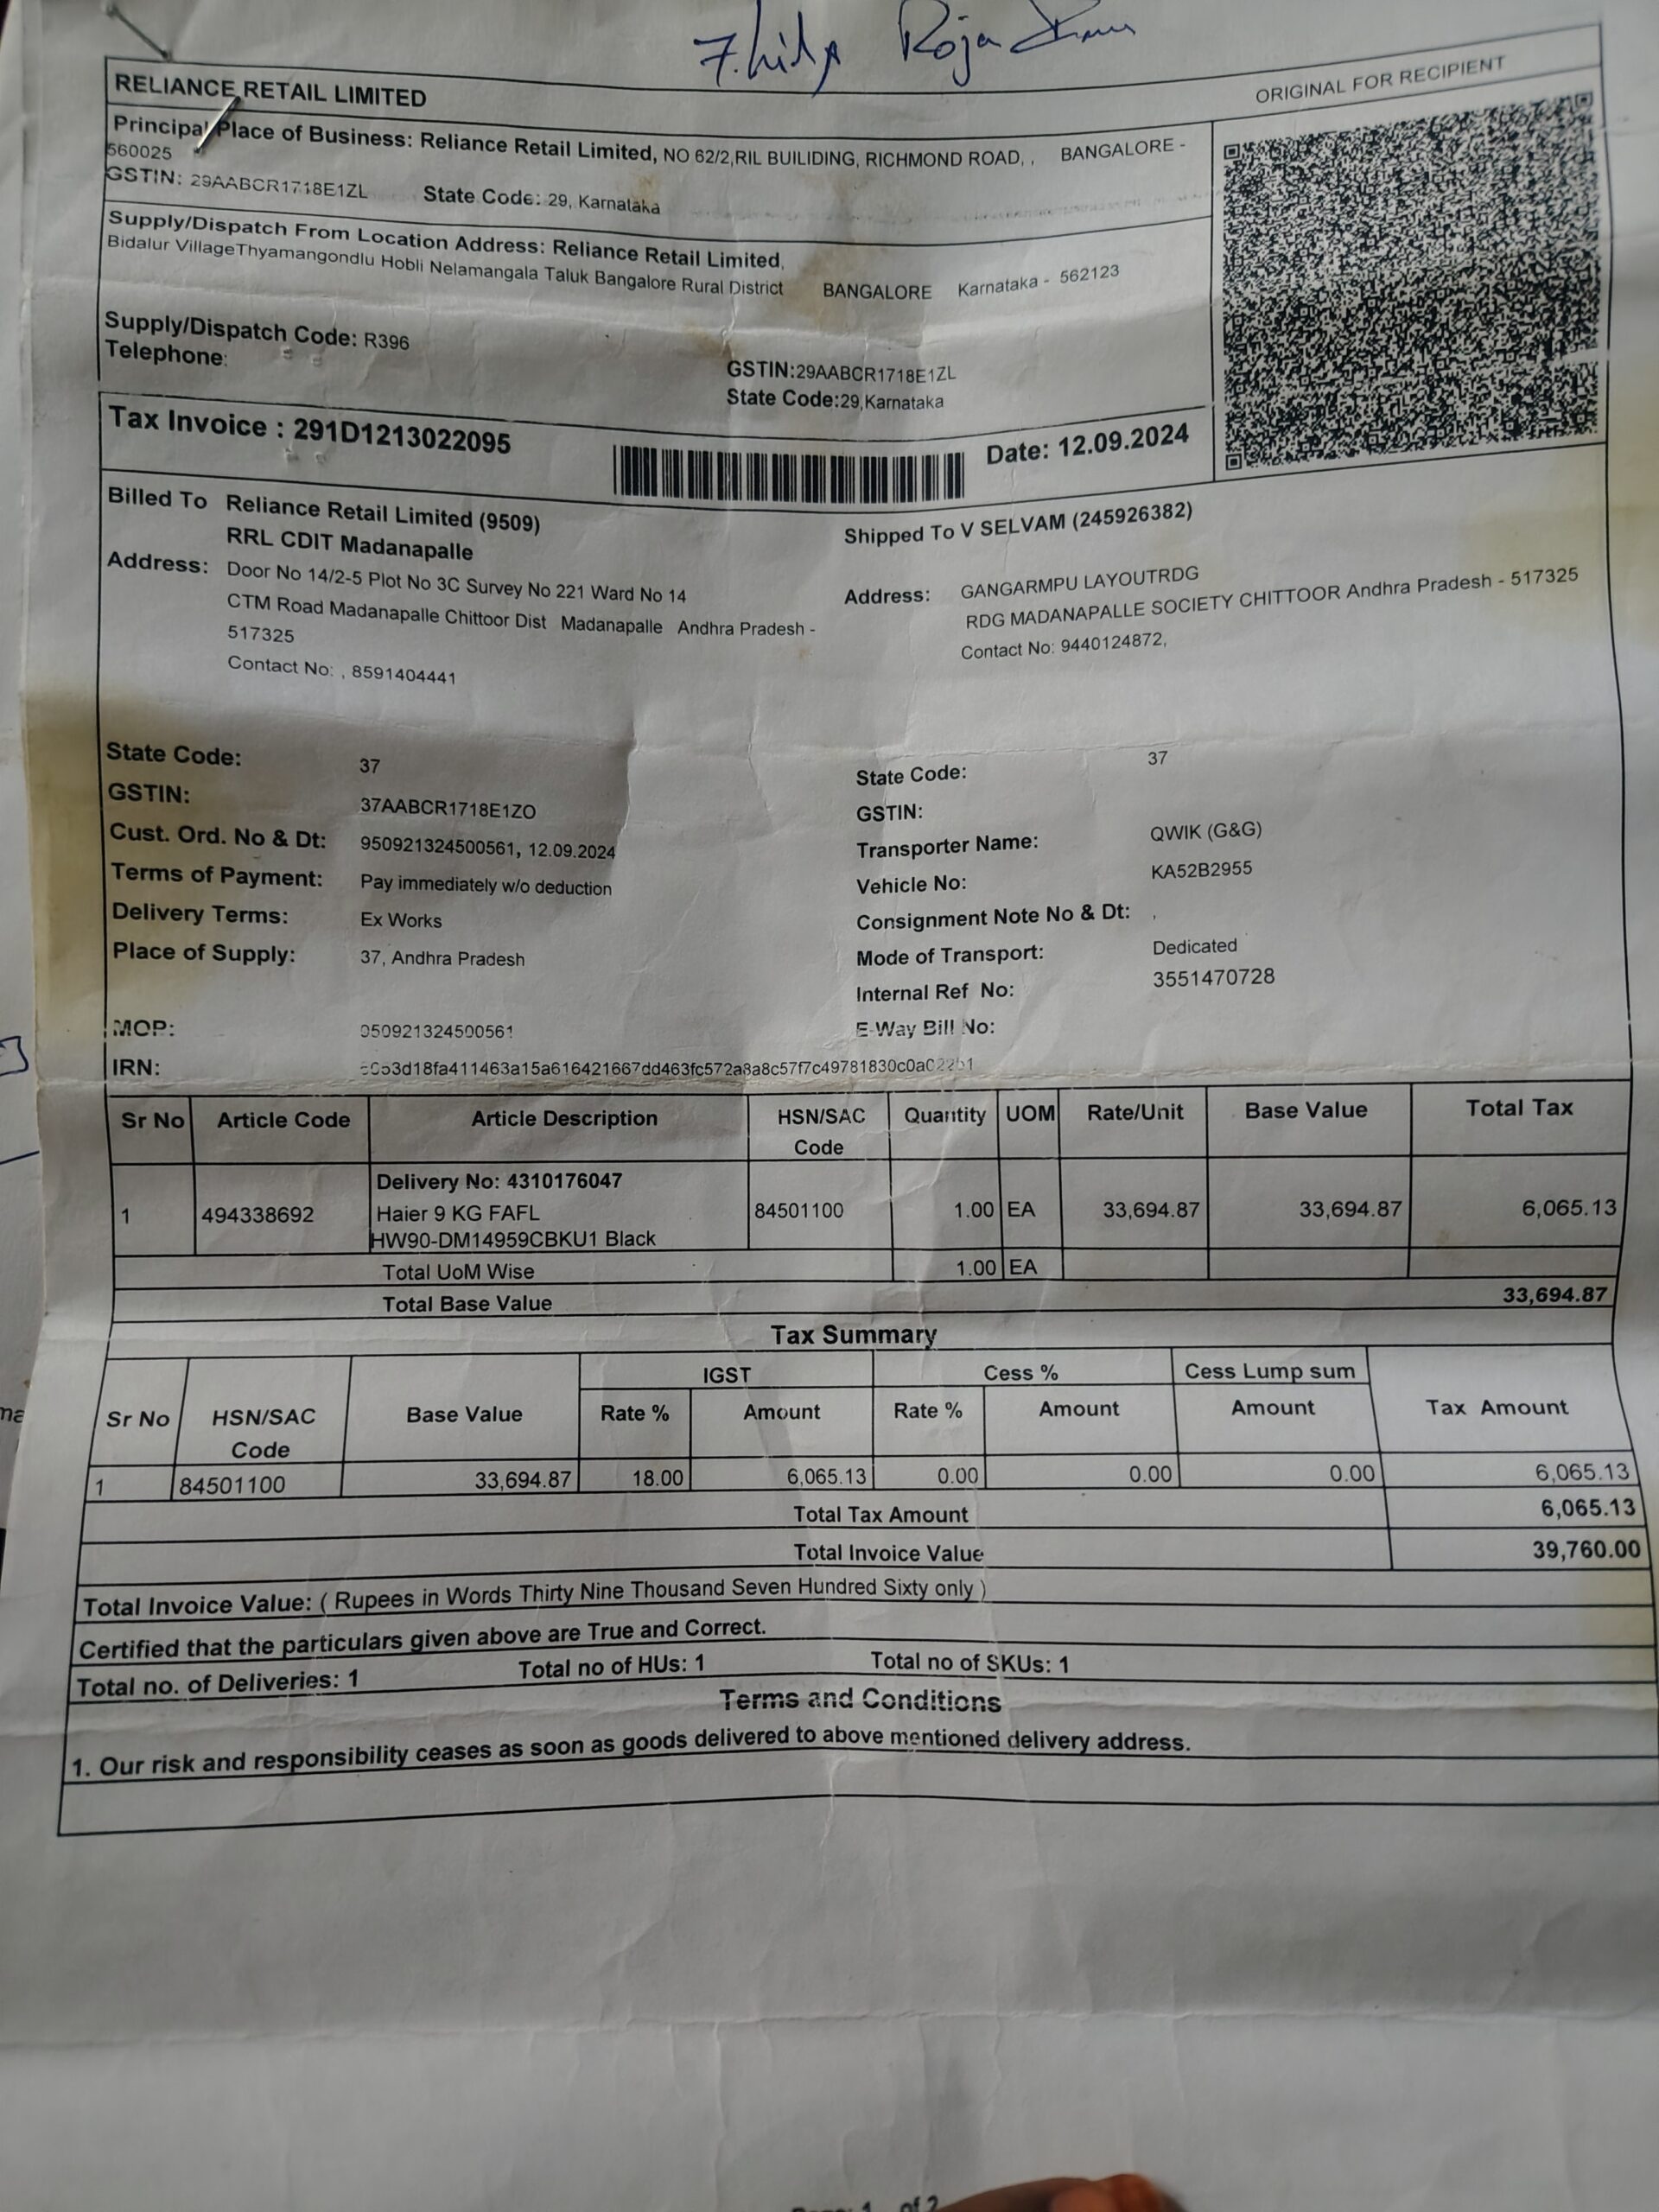 Roja
RELIANCE RETAIL LIMITED
ORIGINAL FOR RECIPIENT
Principal Place of Business: Reliance Retail Limited, NO 62/2,RIL BUILIDING, RICHMOND ROAD, , BANGALORE -
560025
GSTIN: 29AABCR1718E1ZL State Code: 29, Karnataka
Supply/Dispatch From Location Address: Reliance Retail Limited,
Bidalur VillageThyamangondlu Hobli Nelamangala Taluk Bangalore Rural District BANGALORE Karnataka - 562123
Supply/Dispatch Code: R396
Telephone:
GSTIN:29AABCR1718E1ZL
State Code:29,Karnataka
Tax Invoice : 291D1213022095
Date: 12.09.2024
Billed To Reliance Retail Limited (9509)
RRL CDIT Madanapalle
Address: Door No 14/2-5 Plot No 3C Survey No 221 Ward No 14
CTM Road Madanapalle Chittoor Dist Madanapalle Andhra Pradesh -
517325
Contact No: , 8591404441
Shipped To V SELVAM (245926382)
Address: GANGARMPU LAYOUTRDG
RDG MADANAPALLE SOCIETY CHITTOOR Andhra Pradesh - 517325
Contact No: 9440124872,
State Code: 37
GSTIN: 37AABCR1718E1ZO
Cust. Ord. No & Dt: 950921324500561, 12.09.2024
Terms of Payment: Pay immediately w/o deduction
Delivery Terms: Ex Works
Place of Supply: 37, Andhra Pradesh
MOP: 950921324500561
State Code: 37
GSTIN:
Transporter Name: QWIK (G&G)
Vehicle No: KA52B2955
Consignment Note No & Dt: ,
Mode of Transport: Dedicated
Internal Ref No: 3551470728
E-Way Bill No:
IRN:
Sr No Article Code Article Description HSN/SAC Code Quantity UOM Rate/Unit Base Value Total Tax
Delivery No: 4310176047
1 494338692 Haier 9 KG FAFL 84501100 1.00 EA 33,694.87 33,694.87 6,065.13
HW90-DM14959CBKU1 Black
Total UoM Wise 1.00 EA
Total Base Value 33,694.87
Tax Summary
IGST Cess % Cess Lump sum
Sr No HSN/SAC Code Base Value Rate % Amount Rate % Amount Amount Tax Amount
1 84501100 33,694.87 18.00 6,065.13 0.00 0.00 0.00 6,065.13
Total Tax Amount 6,065.13
Total Invoice Value 39,760.00
Total Invoice Value: ( Rupees in Words Thirty Nine Thousand Seven Hundred Sixty only )
Certified that the particulars given above are True and Correct.
Total no. of Deliveries: 1 Total no of HUs: 1 Total no of SKUs: 1
Terms and Conditions
1. Our risk and responsibility ceases as soon as goods delivered to above mentioned delivery address.
of 2